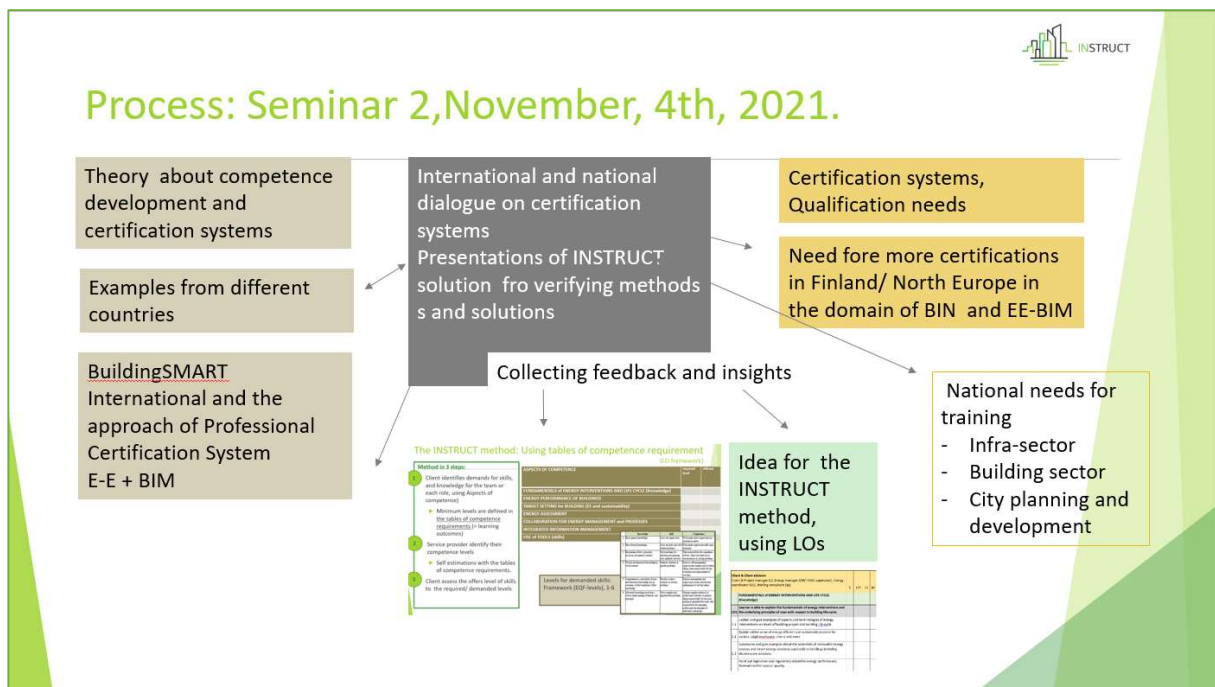 INSTRUCT
Process: Seminar 2,November, 4th, 2021.
Theory about competence
development and
certification systems
Examples from different
countries
BuildingSMART
International and the
approach of Professional
Certification System
E-E + BIM
International and national
dialogue on certification
systems
Presentations of INSTRUCT
solution fro verifying methods
s and solutions
Collecting feedback and insights
Certification systems,
Qualification needs
Need fore more certifications
in Finland/ North Europe in
the domain of BIN and EE-BIM
National needs for
training
- Infra-sector
- Building sector
- City planning and
development
The INSTRUCT method: Using tables of competence requirement
Method in 3 steps:
1
Client identifies demands for skills,
and knowledge for the team or
each role, using Aspects of
competence)
Minimum levels are defined in
the tables of competence
requirements (= learning
outcomes)
2
Service provider identify their
competence levels
Self estimations with the tables
of competence requirements.
3
Client assess the offers level of skills
to the required/ demanded levels
ASPECTS OF COMPETENCE
FUNDAMENTALS of ENERGY INTERVENTIONS AND LIFE CYCLE (Knowledge)
ENERGY PERFORMANCE OF BUILDINGS
TARGET SETTING for BUILDING (EE and sustainability)
ENERGY ASSESSMENT
COLLABORATION FOR ENERGY MANAGEMENT and PROCESSES
INTEGRATED INFORMATION MANAGEMENT
USE of TOOLS (skills)
Levels for demanded skills:
Framework (EQF-levels), 1-6.
Idea for the
INSTRUCT
method,
using LOs
FUNDAMENTALS of ENERGY INTERVENTIONS AND LIFE CYCLE
(Knowledge)